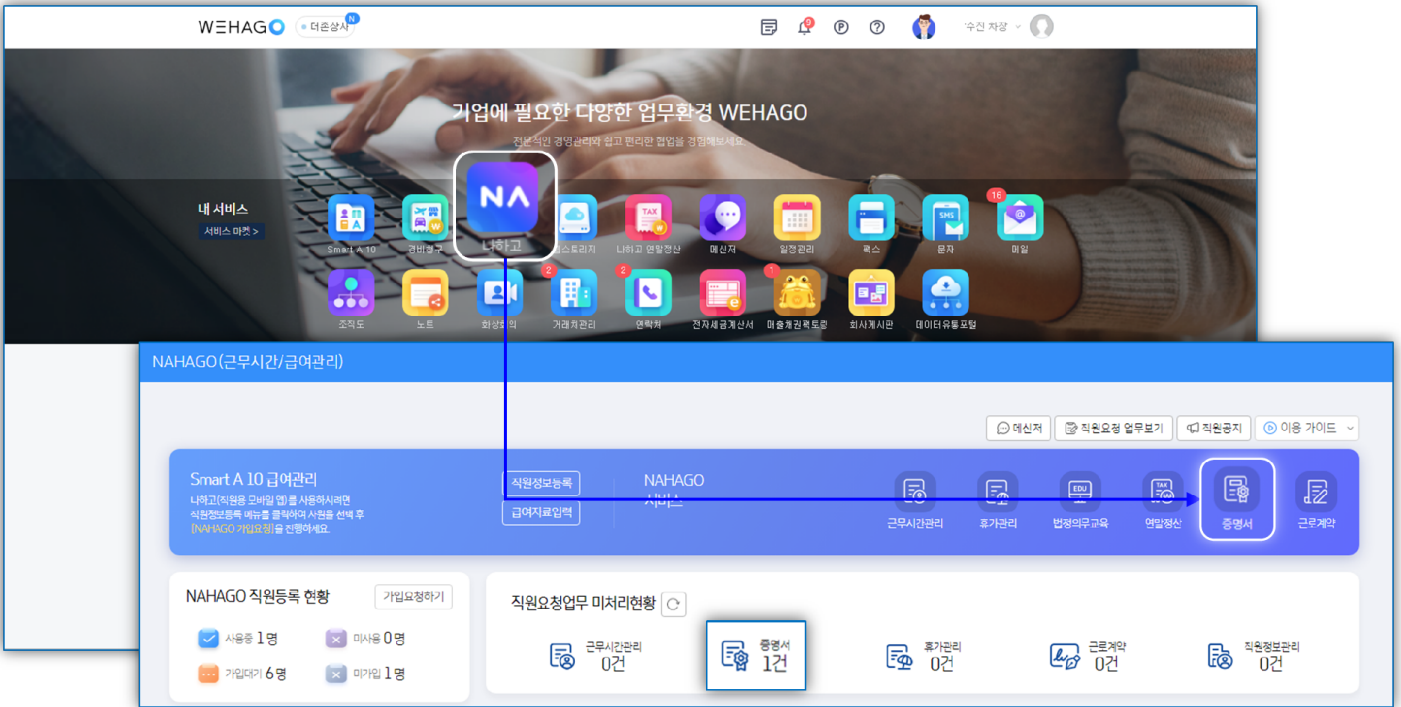 WEHAGO
더존상사
N
9
수진 차장
기업에 필요한 다양한 업무환경 WEHAGO
전문적인 경영관리와 쉽고 편리한 협업을 경험해보세요.
내 서비스
서비스 마켓 >
NA
나하고
TAX
SMS
16
Smart A 10
경비청구
스토리지
나하고 연말정산
메신저
일정관리
팩스
문자
메일
2
2
1
조직도
노트
화상회의
거래처관리
연락처
전자세금계산서
매출채권팩토링
회사게시판
데이터유통포털
NAHAGO(근무시간/급여관리)
메신저
직원요청 업무보기
직원공지
이용 가이드
Smart A 10 급여관리
나하고(직원용 모바일 앱)를 사용하시려면
직원정보등록 메뉴를 클릭하여 사원을 선택 후
[NAHAGO 가입요청]을 진행하세요.
직원정보등록
급여자료입력
NAHAGO
서비스
EDU
TAX
근무시간관리
휴가관리
법정의무교육
연말정산
증명서
근로계약
NAHAGO 직원등록 현황
가입요청하기
사용중 1명
미사용 0명
가입대기 6명
미가입 1명
직원요청업무 미처리현황
근무시간관리
0건
증명서
1건
휴가관리
0건
근로계약
0건
직원정보관리
0건